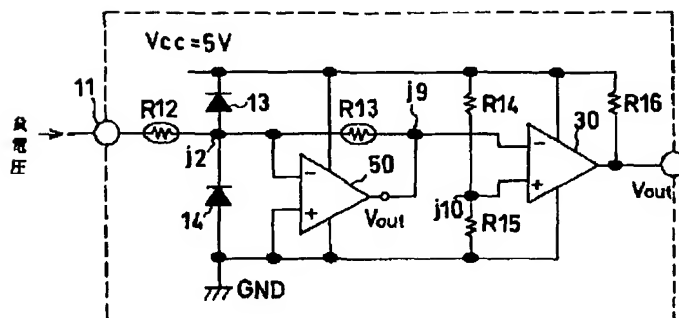 Vcc=5V
11
R12
13
R13
j9
R14
30
R16
負電圧
j2
50
14
Vout
j10
R15
Vout
GND